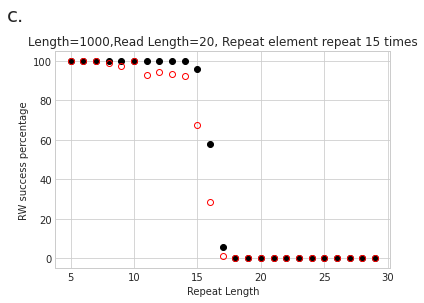 c.
Length=1000,Read Length=20, Repeat element repeat 15 times
100
80
60
40
20
0
RW success percentage
5 10 15 20 25 30
Repeat Length